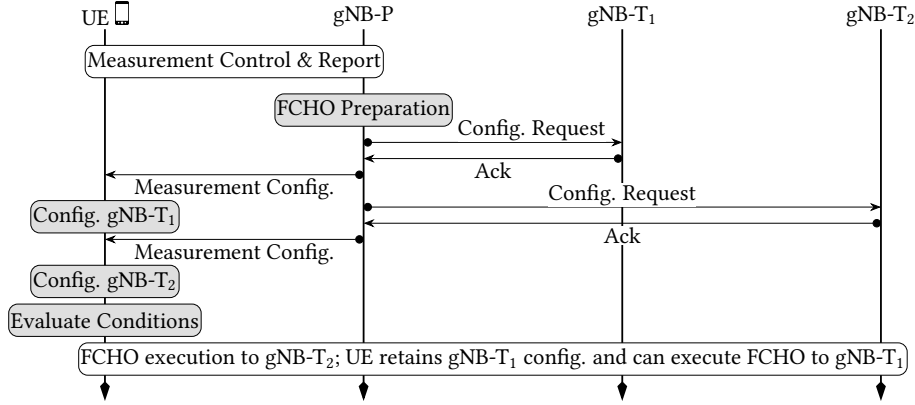 UE gNB-P gNB-T₁ gNB-T₂
Measurement Control & Report
FCHO Preparation
Config. Request
Ack
Measurement Config.
Config. Request
Config. gNB-T₁
Ack
Measurement Config.
Config. gNB-T₂
Evaluate Conditions
FCHO execution to gNB-T₂; UE retains gNB-T₁ config. and can execute FCHO to gNB-T₁